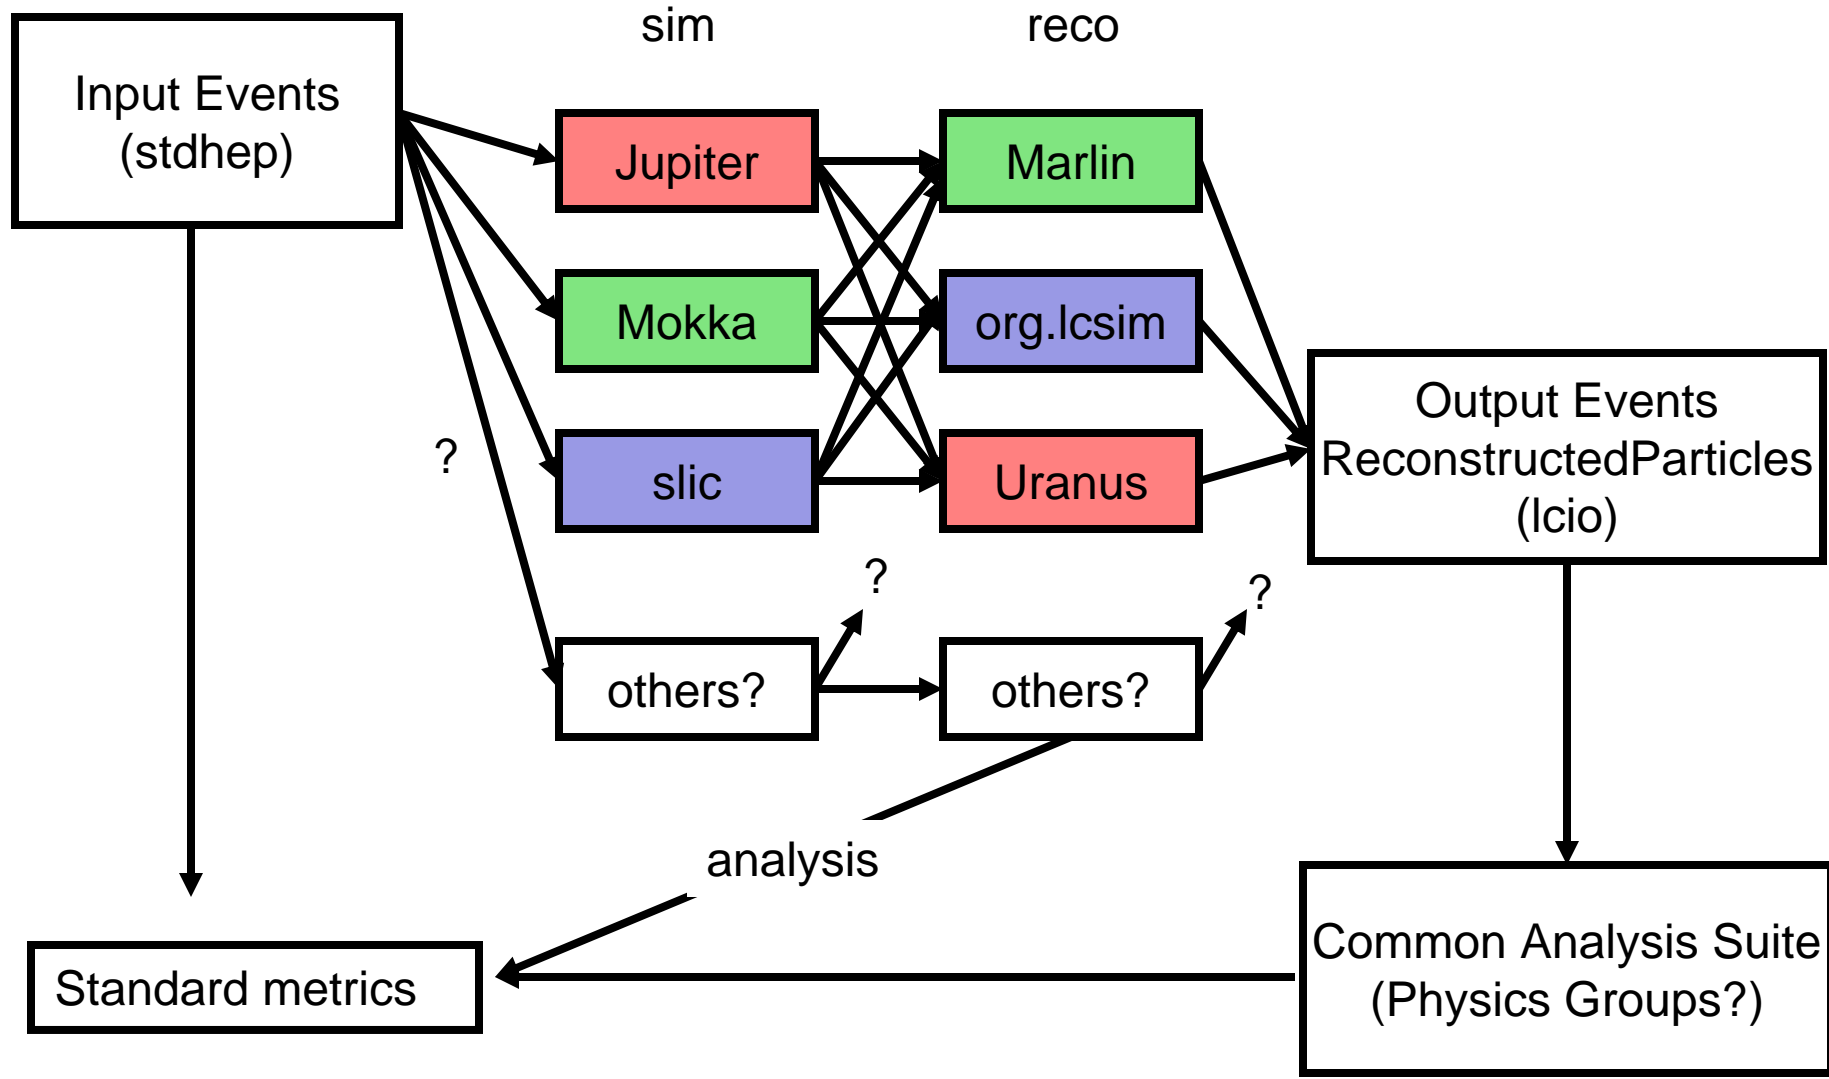 sim
reco
Input Events
(stdhep)
Jupiter
Marlin
Mokka
org.lcsim
Output Events
ReconstructedParticles
(lcio)
?
slic
Uranus
?
?
others?
others?
analysis
Standard metrics
Common Analysis Suite
(Physics Groups?)